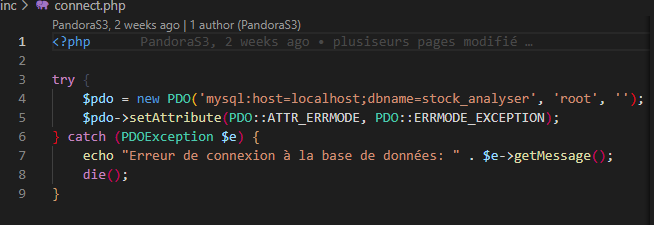 inc > connect.php
PandoraS3, 2 weeks ago | 1 author (PandoraS3)
1 <?php PandoraS3, 2 weeks ago • plusiseurs pages modifié …
2
3 try {
4 $pdo = new PDO('mysql:host=localhost;dbname=stock_analyser', 'root', '');
5 $pdo->setAttribute(PDO::ATTR_ERRMODE, PDO::ERRMODE_EXCEPTION);
6 } catch (PDOException $e) {
7 echo "Erreur de connexion à la base de données: " . $e->getMessage();
8 die();
9 }